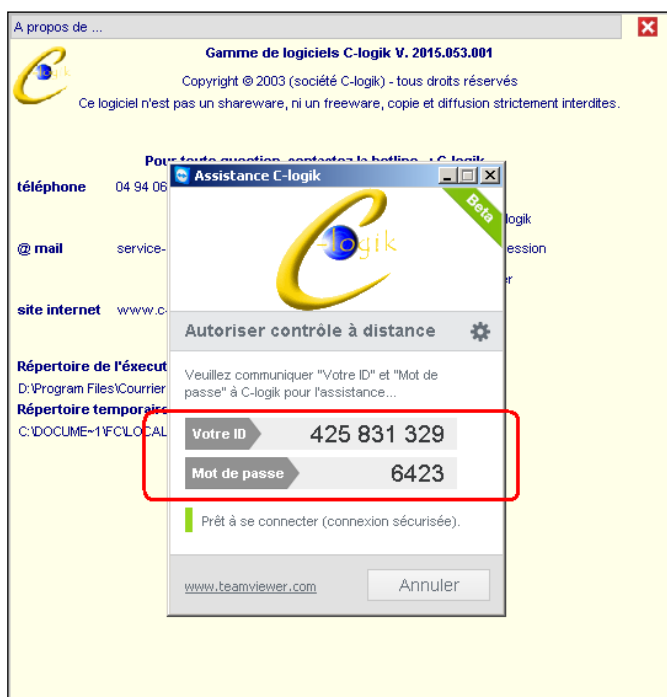 A propos de ...
Gamme de logiciels C-logik V. 2015.053.001
Copyright © 2003 (société C-logik) - tous droits réservés
Ce logiciel n'est pas un shareware, ni un freeware, copie et diffusion strictement interdites.
Pour toute question, contactez la hotline : C-logik
téléphone 04 94 06
@ mail service-
ession
site internet www.c-
Répertoire de l'éxecut
D:\Program Files\Courrier
Répertoire temporaire
C:\DOCUME~1\FC\LOCAL
Assistance C-logik
Beta
C-logik
Autoriser contrôle à distance
Veuillez communiquer "Votre ID" et "Mot de
passe" à C-logik pour l'assistance...
Votre ID 425 831 329
Mot de passe 6423
Prêt à se connecter (connexion sécurisée).
www.teamviewer.com Annuler